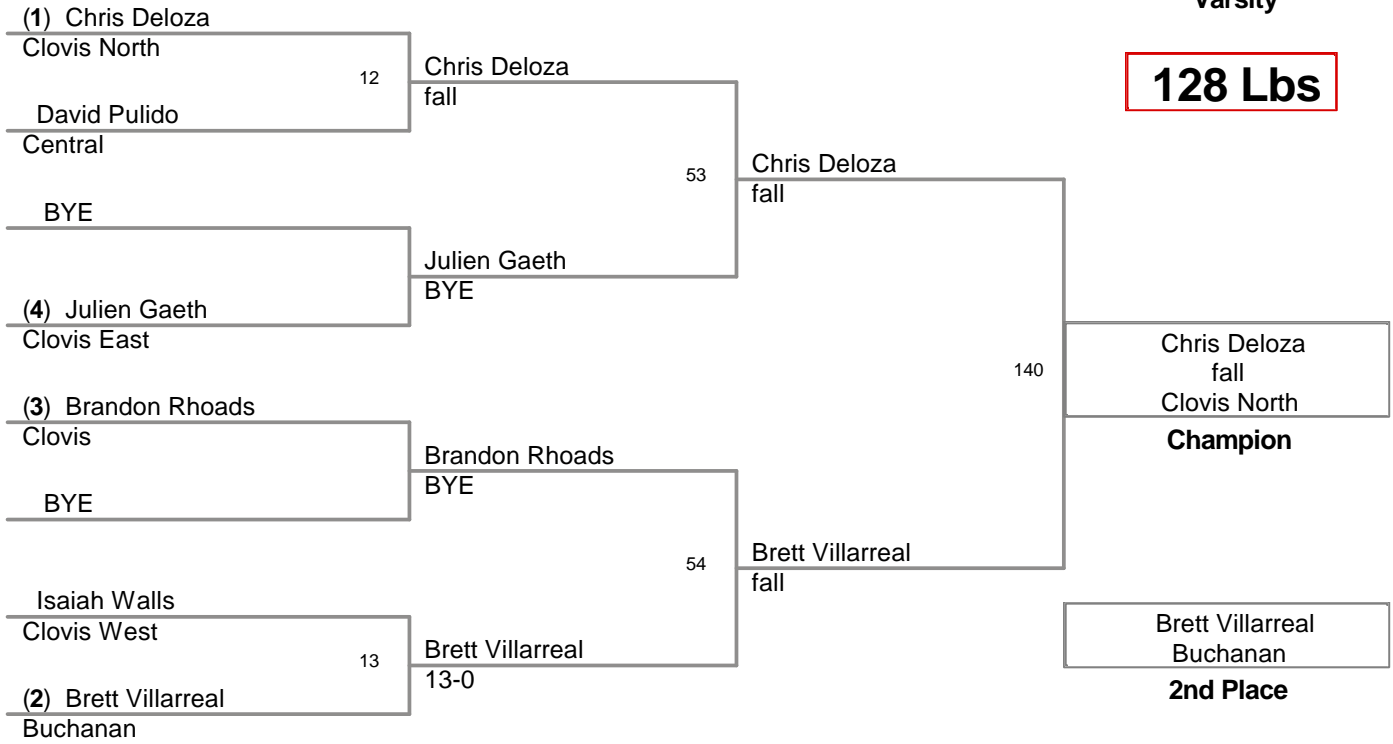 Varsity
128 Lbs
(1) Chris Deloza
Clovis North
12
David Pulido
Central
Chris Deloza
fall
BYE
(4) Julien Gaeth
Clovis East
Julien Gaeth
BYE
53
Chris Deloza
fall
(3) Brandon Rhoads
Clovis
BYE
Brandon Rhoads
BYE
Isaiah Walls
Clovis West
13
(2) Brett Villarreal
Buchanan
Brett Villarreal
13-0
54
Brett Villarreal
fall
140
Chris Deloza
fall
Clovis North
Champion
Brett Villarreal
Buchanan
2nd Place